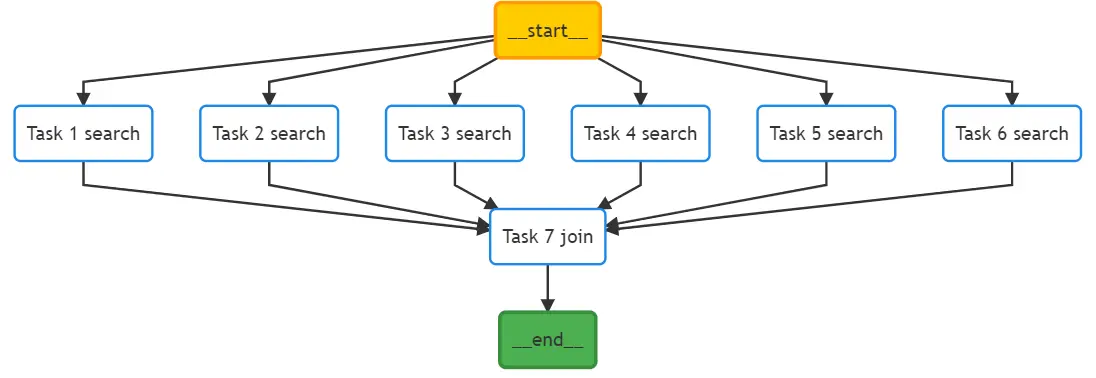 __start__
Task 1 search
Task 2 search
Task 3 search
Task 4 search
Task 5 search
Task 6 search
Task 7 join
__end__